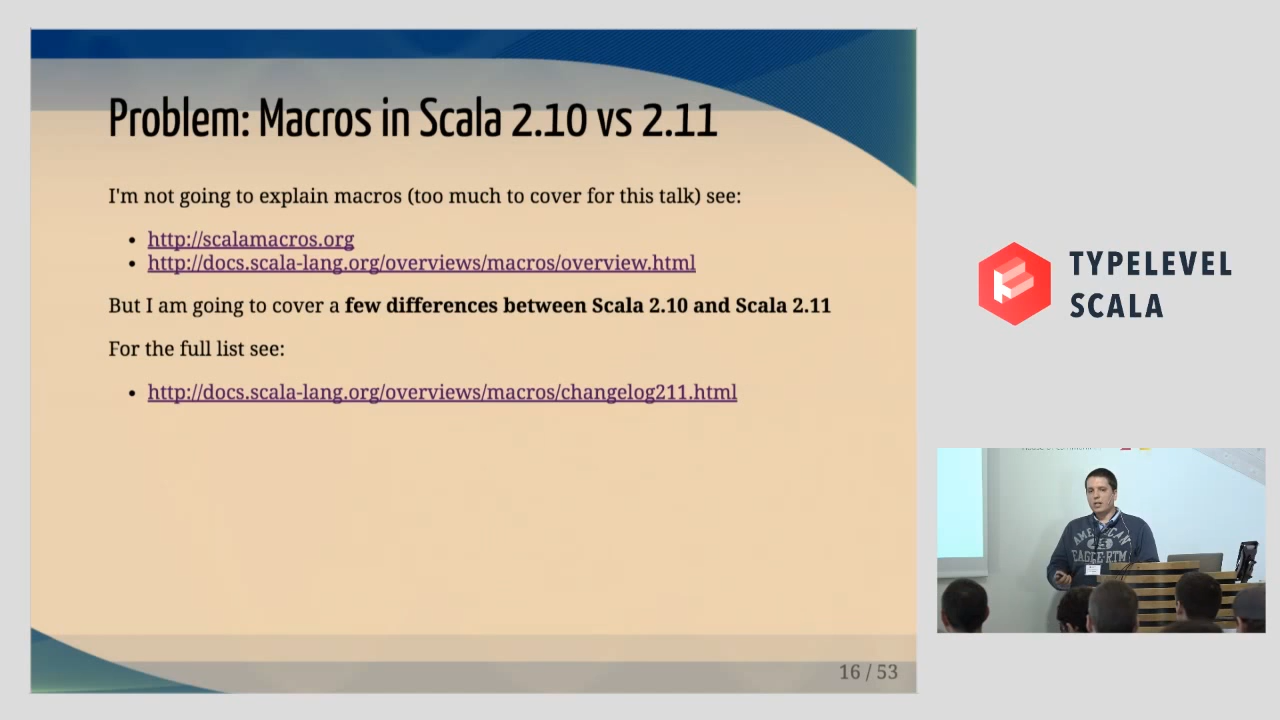 Problem: Macros in Scala 2.10 vs 2.11
I'm not going to explain macros (too much to cover for this talk) see:
• http://scalamacros.org
• http://docs.scala-lang.org/overviews/macros/overview.html
But I am going to cover a few differences between Scala 2.10 and Scala 2.11
For the full list see:
• http://docs.scala-lang.org/overviews/macros/changelog211.html
16 / 53
TYPELEVEL
SCALA
AMERICAN
EAGLE